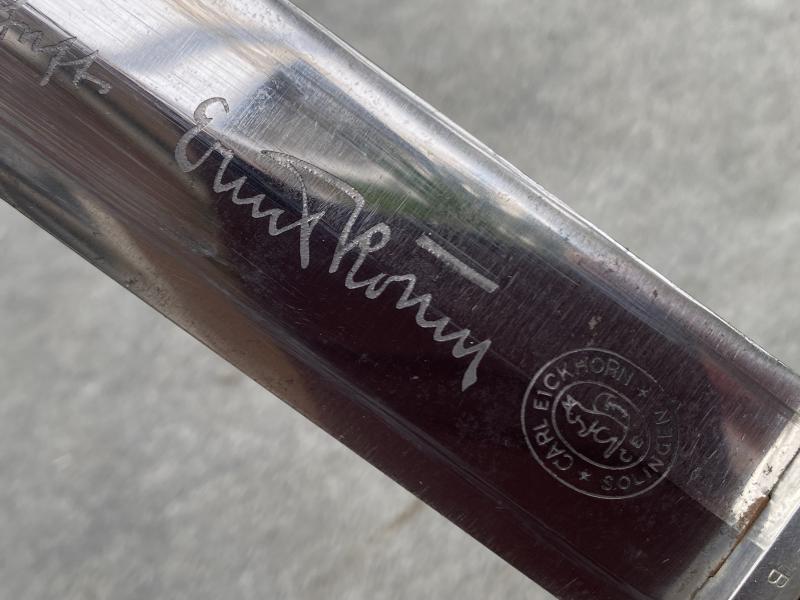 Ernst Röhm
CARL EICKHORN
SOLINGEN
B